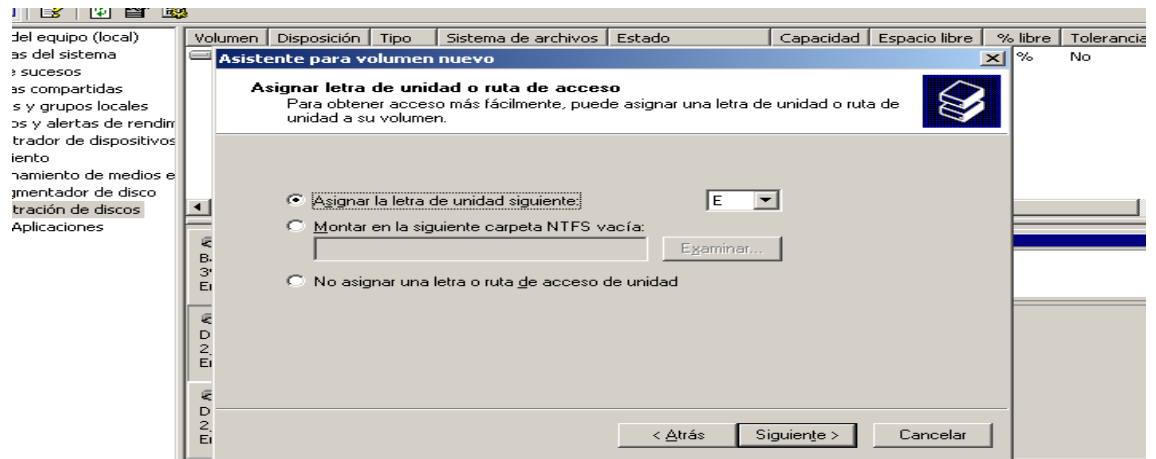 del equipo (local)
as del sistema
sucesos
as compartidas
s y grupos locales
os y alertas de rendim
trador de dispositivos
iento
namiento de medios e
gmentador de disco
tración de discos
Aplicaciones
Volumen Disposición Tipo Sistema de archivos Estado Capacidad Espacio libre % libre Tolerancia
% No
Asistente para volumen nuevo
Asignar letra de unidad o ruta de acceso
Para obtener acceso más fácilmente, puede asignar una letra de unidad o ruta de
unidad a su volumen.
Asignar la letra de unidad siguiente: E
Montar en la siguiente carpeta NTFS vacía:
Examinar...
No asignar una letra o ruta de acceso de unidad
< Atrás Siguiente > Cancelar